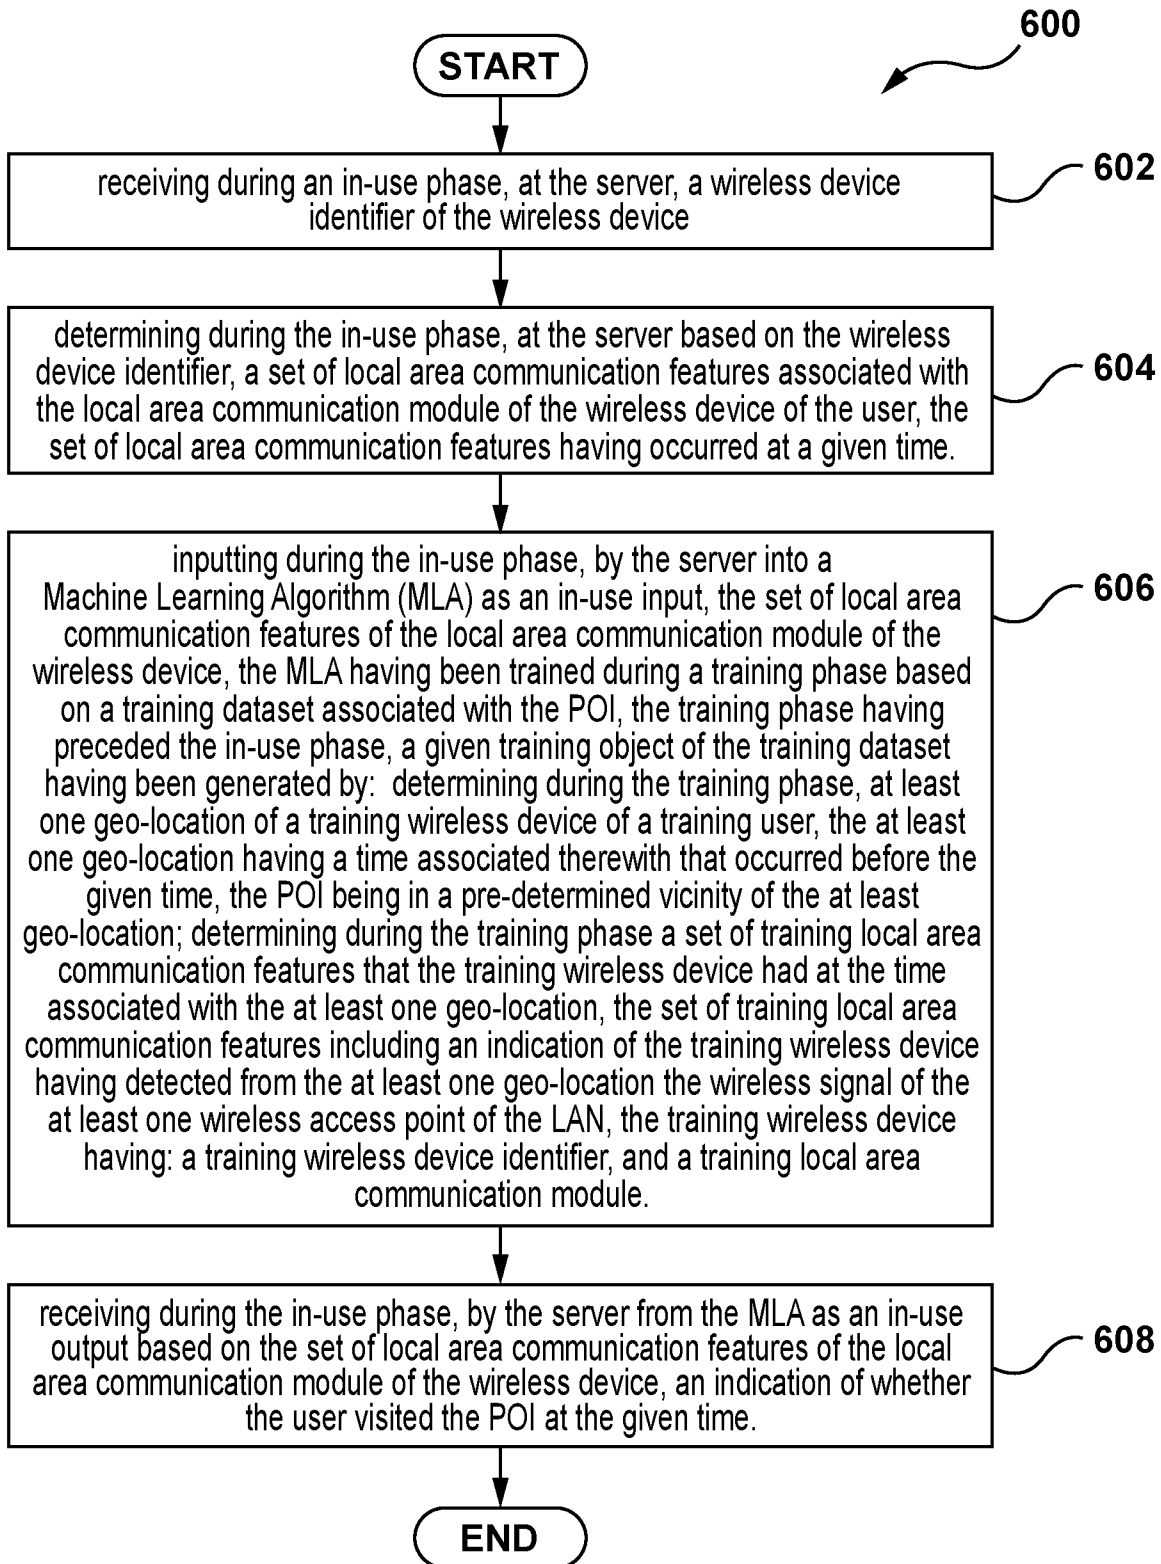 600
START
602
receiving during an in-use phase, at the server, a wireless device
identifier of the wireless device
604
determining during the in-use phase, at the server based on the wireless
device identifier, a set of local area communication features associated with
the local area communication module of the wireless device of the user, the
set of local area communication features having occurred at a given time.
606
inputting during the in-use phase, by the server into a
Machine Learning Algorithm (MLA) as an in-use input, the set of local area
communication features of the local area communication module of the
wireless device, the MLA having been trained during a training phase based
on a training dataset associated with the POI, the training phase having
preceded the in-use phase, a given training object of the training dataset
having been generated by: determining during the training phase, at least
one geo-location of a training wireless device of a training user, the at least
one geo-location having a time associated therewith that occurred before the
given time, the POI being in a pre-determined vicinity of the at least
geo-location; determining during the training phase a set of training local area
communication features that the training wireless device had at the time
associated with the at least one geo-location, the set of training local area
communication features including an indication of the training wireless device
having detected from the at least one geo-location the wireless signal of the
at least one wireless access point of the LAN, the training wireless device
having: a training wireless device identifier, and a training local area
communication module.
608
receiving during the in-use phase, by the server from the MLA as an in-use
output based on the set of local area communication features of the local
area communication module of the wireless device, an indication of whether
the user visited the POI at the given time.
END